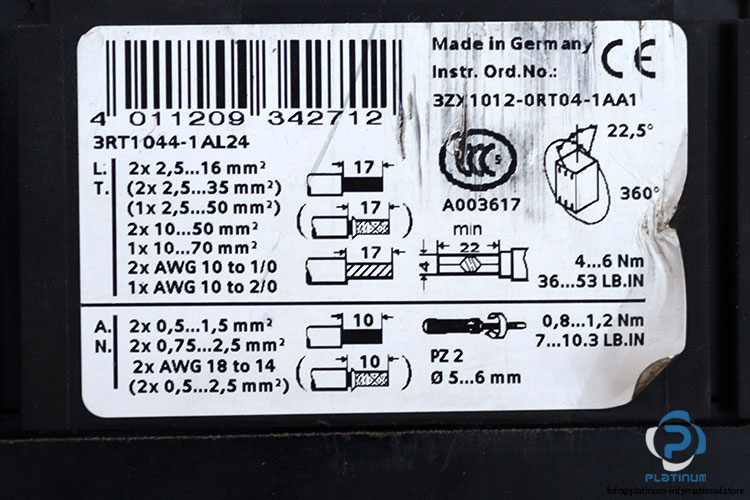 4 011209 342712
3RT1044-1AL24
Made in Germany
Instr. Ord.No.:
3ZX1012-0RT04-1AA1
CE
CCC S
A003617
22,5°
360°
L. 2x 2,5...16 mm²
T. (2x 2,5...35 mm²)
(1x 2,5...50 mm²)
2x 10...50 mm²
1x 10...70 mm²
2x AWG 10 to 1/0
1x AWG 10 to 2/0
17
( 17 )
17
min
22
4
4...6 Nm
36...53 LB.IN
A. 2x 0,5...1,5 mm²
N. 2x 0,75...2,5 mm²
2x AWG 18 to 14
(2x 0,5...2,5 mm²)
10
( 10 )
PZ 2
Ø 5...6 mm
0,8...1,2 Nm
7...10.3 LB.IN
P
PLATINUM
info@platinum-international.store